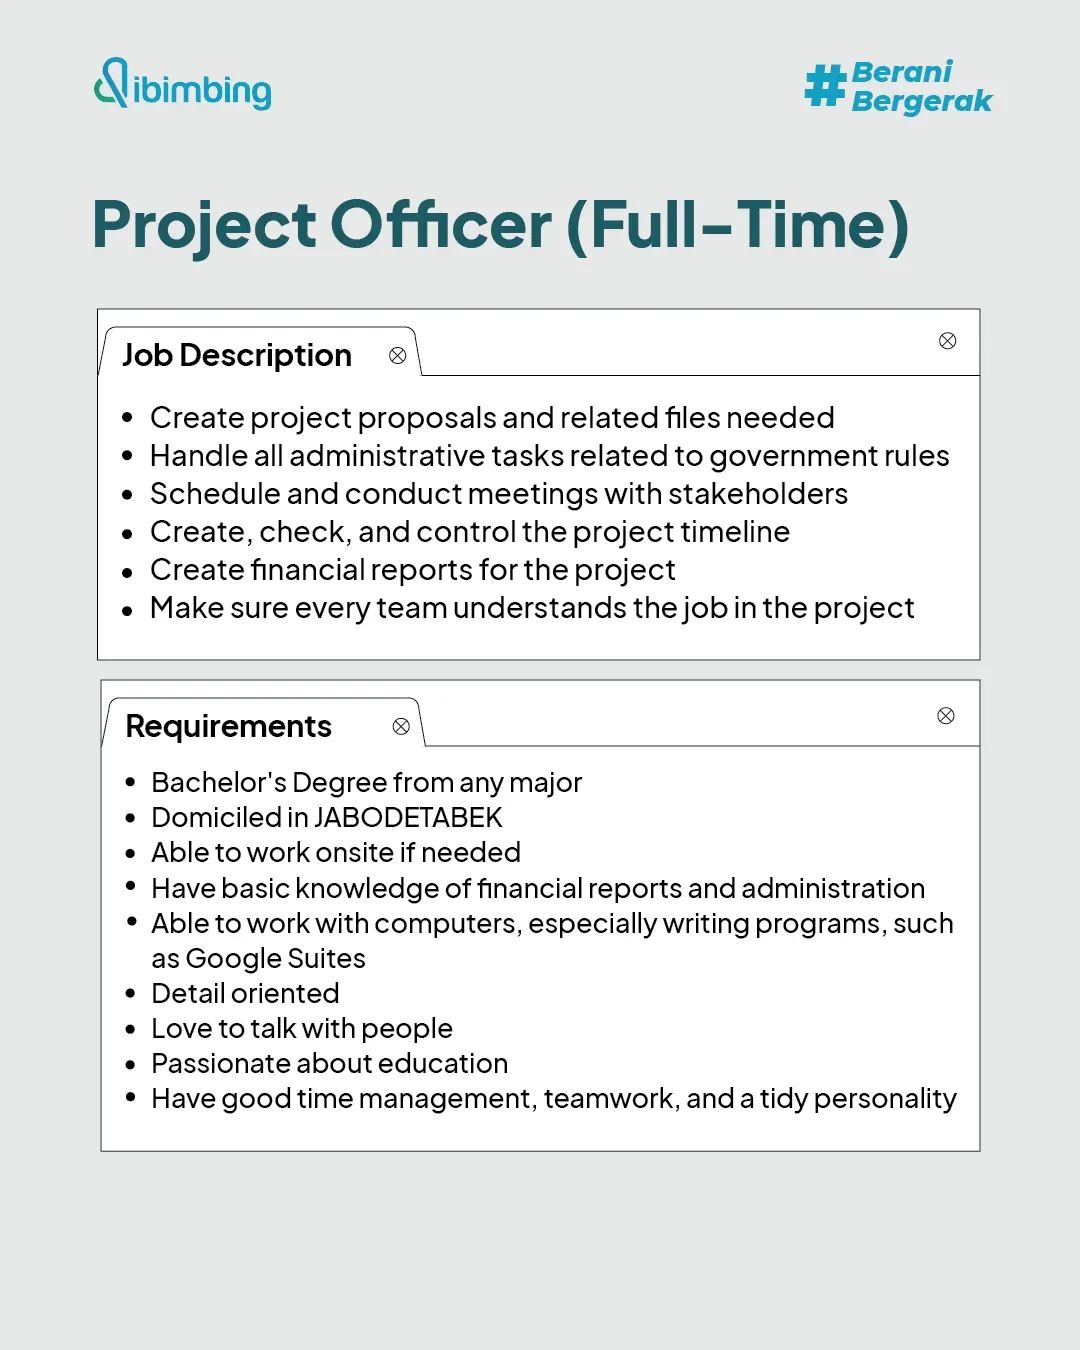 dibimbing
#Berani
Bergerak
Project Officer (Full-Time)
Job Description
• Create project proposals and related files needed
• Handle all administrative tasks related to government rules
• Schedule and conduct meetings with stakeholders
• Create, check, and control the project timeline
• Create financial reports for the project
• Make sure every team understands the job in the project
Requirements
• Bachelor's Degree from any major
• Domiciled in JABODETABEK
• Able to work onsite if needed
• Have basic knowledge of financial reports and administration
• Able to work with computers, especially writing programs, such
as Google Suites
• Detail oriented
• Love to talk with people
• Passionate about education
• Have good time management, teamwork, and a tidy personality